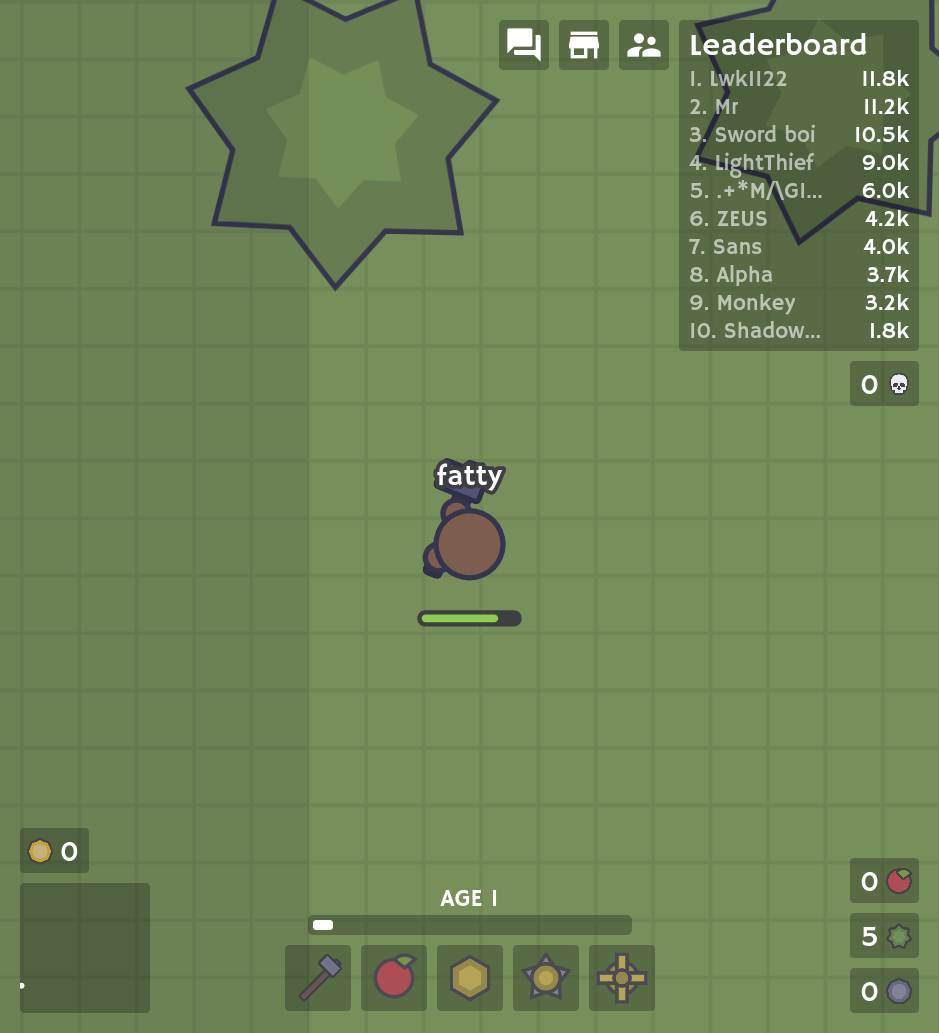 Leaderboard
1. Lwk1122 11.8k
2. Mr 11.2k
3. Sword boi 10.5k
4. LightThief 9.0k
5. .+*M/\GI... 6.0k
6. ZEUS 4.2k
7. Sans 4.0k
8. Alpha 3.7k
9. Monkey 3.2k
10. Shadow... 1.8k
0
fatty
0
AGE 1
0
5
0